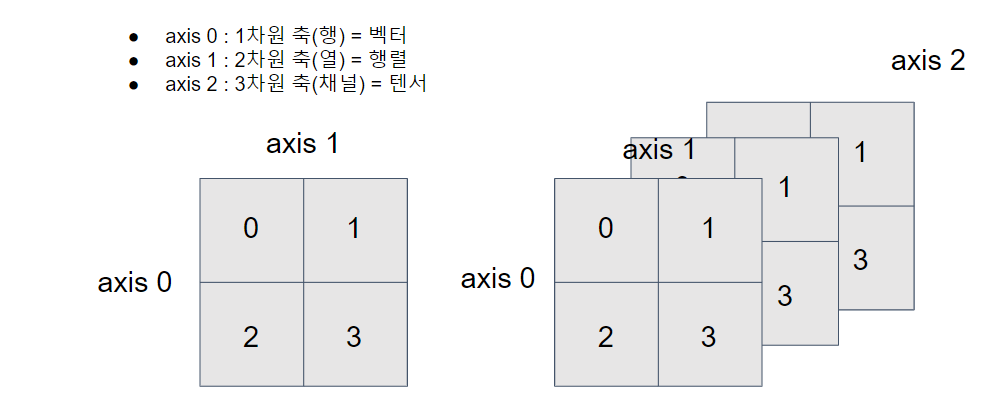 ● axis 0 : 1차원 축(행) = 벡터
● axis 1 : 2차원 축(열) = 행렬
● axis 2 : 3차원 축(채널) = 텐서
axis 2
axis 1
axis 0
0 1
2 3
axis 1
axis 0
0 1
2 3
1
3
1
3